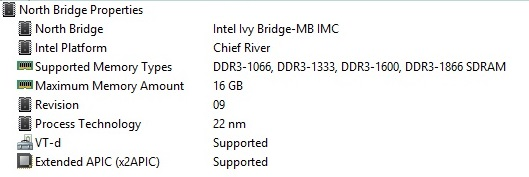 North Bridge Properties
North Bridge Intel Ivy Bridge-MB IMC
Intel Platform Chief River
Supported Memory Types DDR3-1066, DDR3-1333, DDR3-1600, DDR3-1866 SDRAM
Maximum Memory Amount 16 GB
Revision 09
Process Technology 22 nm
VT-d Supported
Extended APIC (x2APIC) Supported